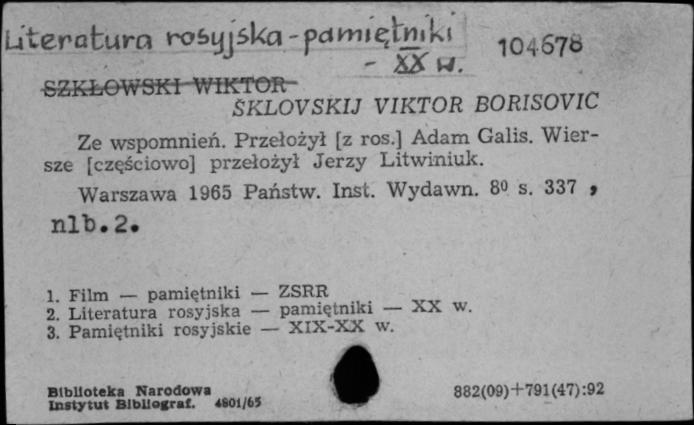 Literatura rosyjska - pamiętniki
- XX w.
104678
SZKŁOWSKI WIKTOR
ŠKLOVSKIJ VIKTOR BORISOVIC
Ze wspomnień. Przełożył [z ros.] Adam Galis. Wier-
sze [częściowo] przełożył Jerzy Litwiniuk.
Warszawa 1965 Państw. Inst. Wydawn. 8⁰ s. 337 ,
nlb.2.
1. Film — pamiętniki — ZSRR
2. Literatura rosyjska — pamiętniki — XX w.
3. Pamiętniki rosyjskie — XIX-XX w.
Biblioteka Narodowa
Instytut Bibliograf. 4801/65
882(09)+791(47):92